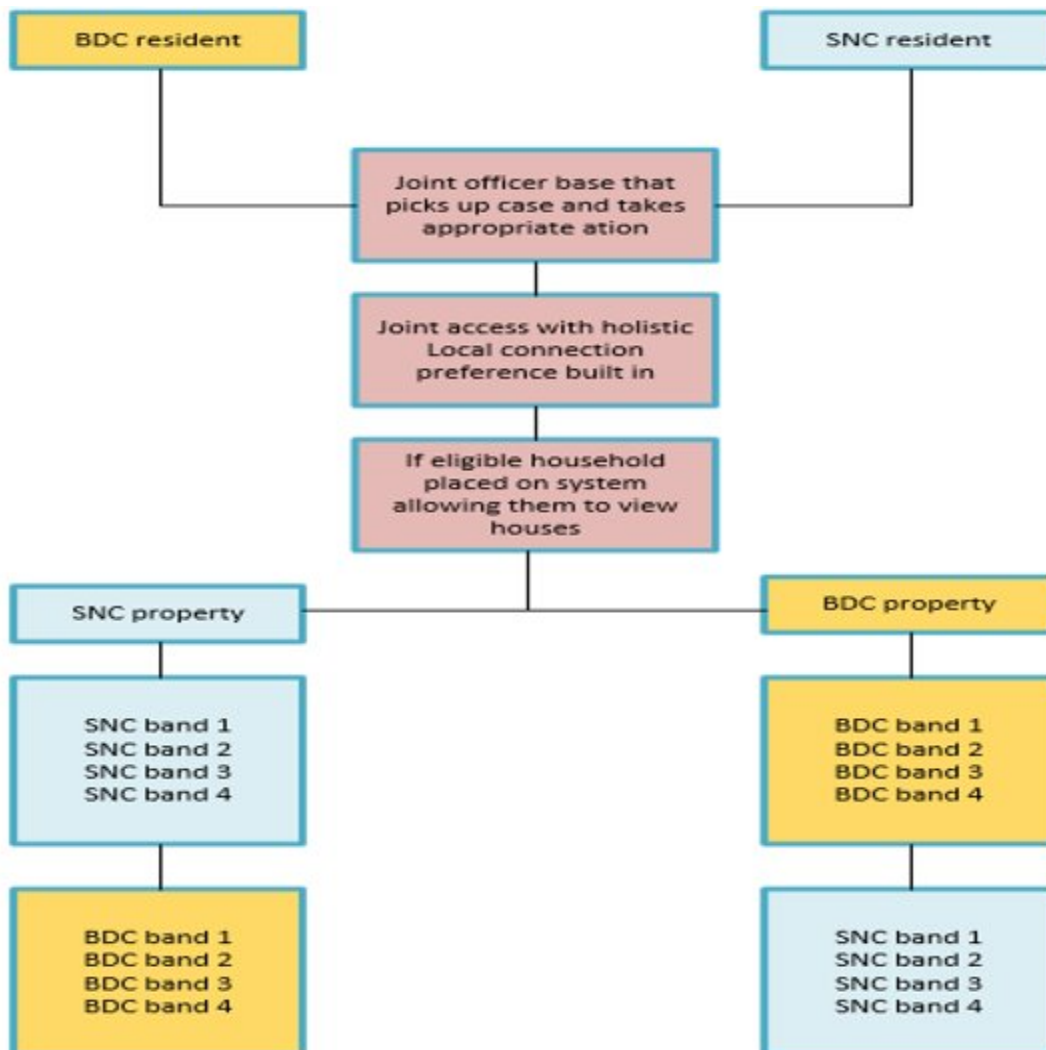 BDC resident
SNC resident
Joint officer base that
picks up case and takes
appropriate ation
Joint access with holistic
Local connection
preference built in
If eligible household
placed on system
allowing them to view
houses
SNC property
BDC property
SNC band 1
SNC band 2
SNC band 3
SNC band 4
BDC band 1
BDC band 2
BDC band 3
BDC band 4
BDC band 1
BDC band 2
BDC band 3
BDC band 4
SNC band 1
SNC band 2
SNC band 3
SNC band 4